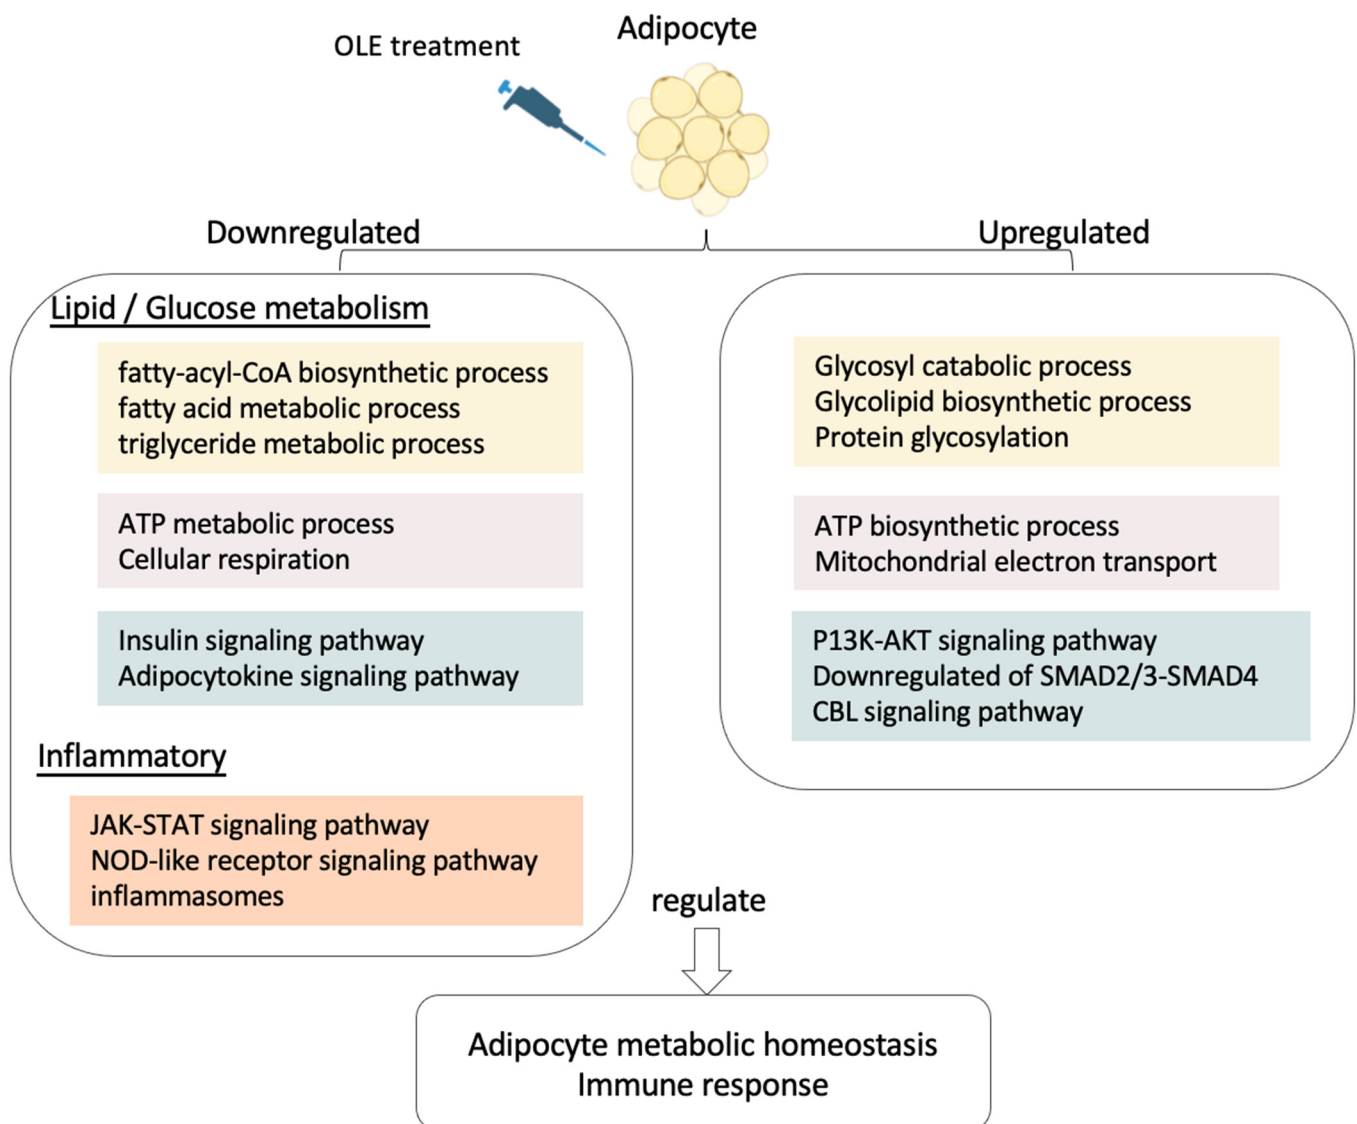 OLE treatment
Adipocyte
Downregulated
Upregulated
Lipid / Glucose metabolism
fatty-acyl-CoA biosynthetic process
fatty acid metabolic process
triglyceride metabolic process
ATP metabolic process
Cellular respiration
Insulin signaling pathway
Adipocytokine signaling pathway
Inflammatory
JAK-STAT signaling pathway
NOD-like receptor signaling pathway
inflammasomes
Glycosyl catabolic process
Glycolipid biosynthetic process
Protein glycosylation
ATP biosynthetic process
Mitochondrial electron transport
P13K-AKT signaling pathway
Downregulated of SMAD2/3-SMAD4
CBL signaling pathway
regulate
Adipocyte metabolic homeostasis
Immune response